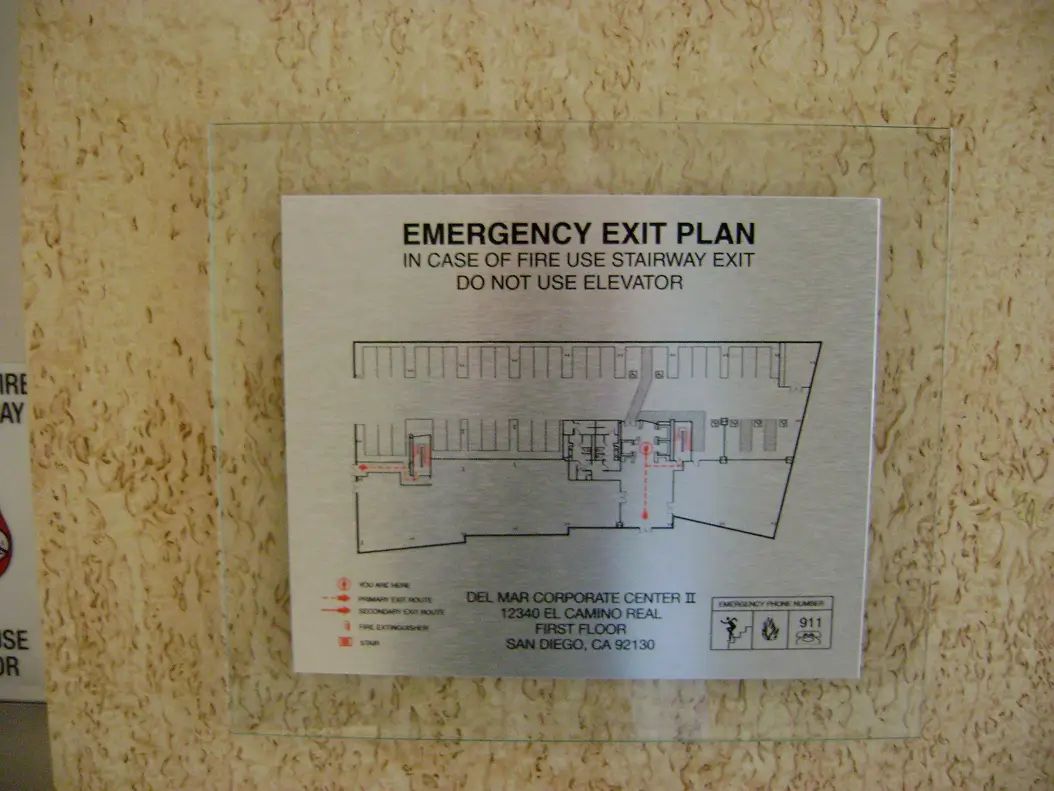 EMERGENCY EXIT PLAN
IN CASE OF FIRE USE STAIRWAY EXIT
DO NOT USE ELEVATOR
YOU ARE HERE
PRIMARY EXIT ROUTE
SECONDARY EXIT ROUTE
FIRE EXTINGUISHER
STAIR
DEL MAR CORPORATE CENTER II
12340 EL CAMINO REAL
FIRST FLOOR
SAN DIEGO, CA 92130
EMERGENCY PHONE NUMBER
911